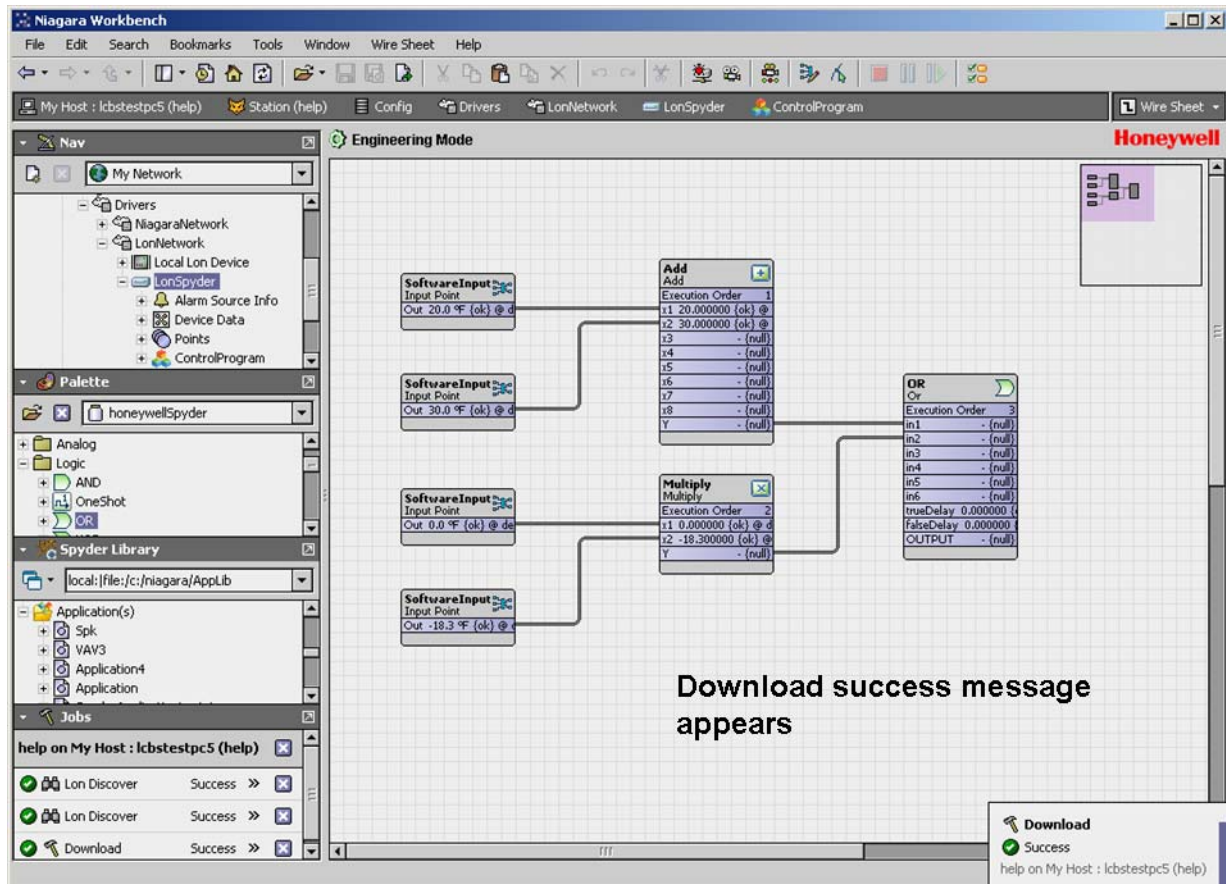 Niagara Workbench
File Edit Search Bookmarks Tools Window Wire Sheet Help
My Host : lcbstestpc5 (help) Station (help) Config Drivers LonNetwork LonSpyder ControlProgram Wire Sheet
Nav
My Network
Drivers
NiagaraNetwork
LonNetwork
Local Lon Device
LonSpyder
Alarm Source Info
Device Data
Points
ControlProgram
Palette
honeywellSpyder
Analog
Logic
AND
OneShot
OR
Spyder Library
local:|file:/c:/niagara/AppLib
Application(s)
Spk
VAV3
Application4
Application
Jobs
help on My Host : lcbstestpc5 (help)
Lon Discover Success »
Lon Discover Success »
Download Success »
Engineering Mode
Honeywell
SoftwareInput
Input Point
Out 20.0 °F {ok} @ d
SoftwareInput
Input Point
Out 30.0 °F {ok} @ d
SoftwareInput
Input Point
Out 0.0 °F {ok} @ de
SoftwareInput
Input Point
Out -18.3 °F {ok} @ d
Add
Add
Execution Order 1
x1 20.000000 {ok} @
x2 30.000000 {ok} @
x3 - {null}
x4 - {null}
x5 - {null}
x6 - {null}
x7 - {null}
x8 - {null}
Y - {null}
Multiply
Multiply
Execution Order 2
x1 0.000000 {ok} @ d
x2 -18.300000 {ok} @
Y - {null}
OR
Or
Execution Order 3
in1 - {null}
in2 - {null}
in3 - {null}
in4 - {null}
in5 - {null}
in6 - {null}
trueDelay 0.000000 {
falseDelay 0.000000 {
OUTPUT - {null}
Download success message
appears
Download
Success
help on My Host : lcbstestpc5 (help)